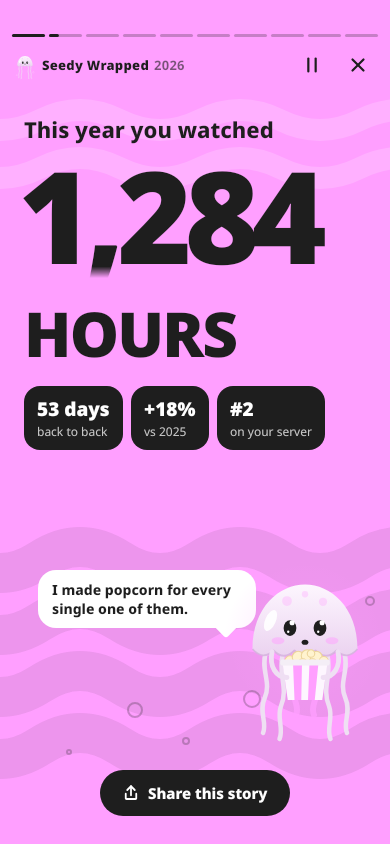 Seedy Wrapped 2026
This year you watched
1,284
HOURS
53 days
back to back
+18%
vs 2025
#2
on your server
I made popcorn for every
single one of them.
Share this story